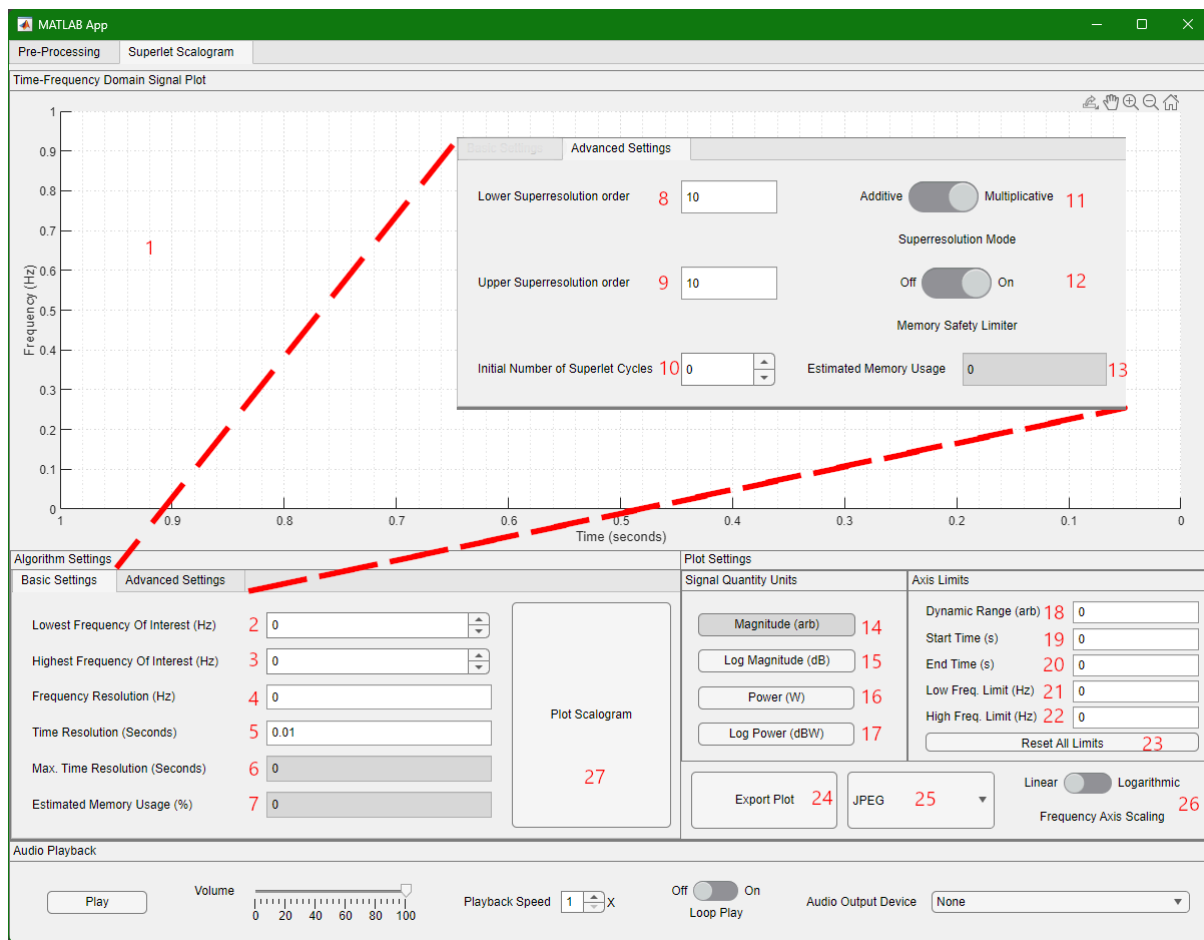 MATLAB App
Pre-Processing Superlet Scalogram
Time-Frequency Domain Signal Plot
1
0.9
0.8
0.7
0.6
0.5
0.4
0.3
0.2
0.1
0
Frequency (Hz)
1
Basic Settings Advanced Settings
Lower Superresolution order 8 10 Additive Multiplicative 11
Superresolution Mode
Upper Superresolution order 9 10 Off On 12
Memory Safety Limiter
Initial Number of Superlet Cycles 10 0 Estimated Memory Usage 0 13
1 0.9 0.8 0.7 0.6 0.5 0.4 0.3 0.2 0.1 0
Time (seconds)
Algorithm Settings
Basic Settings Advanced Settings
Lowest Frequency Of Interest (Hz) 2 0
Highest Frequency Of Interest (Hz) 3 0
Frequency Resolution (Hz) 4 0
Time Resolution (Seconds) 5 0.01
Max. Time Resolution (Seconds) 6 0
Estimated Memory Usage (%) 7 0
Plot Scalogram
27
Plot Settings
Signal Quantity Units
Magnitude (arb) 14
Log Magnitude (dB) 15
Power (W) 16
Log Power (dBW) 17
Axis Limits
Dynamic Range (arb) 18 0
Start Time (s) 19 0
End Time (s) 20 0
Low Freq. Limit (Hz) 21 0
High Freq. Limit (Hz) 22 0
Reset All Limits 23
Export Plot 24 JPEG 25
Linear Logarithmic 26
Frequency Axis Scaling
Audio Playback
Play
Volume
0 20 40 60 80 100
Playback Speed 1 X
Off On
Loop Play
Audio Output Device None